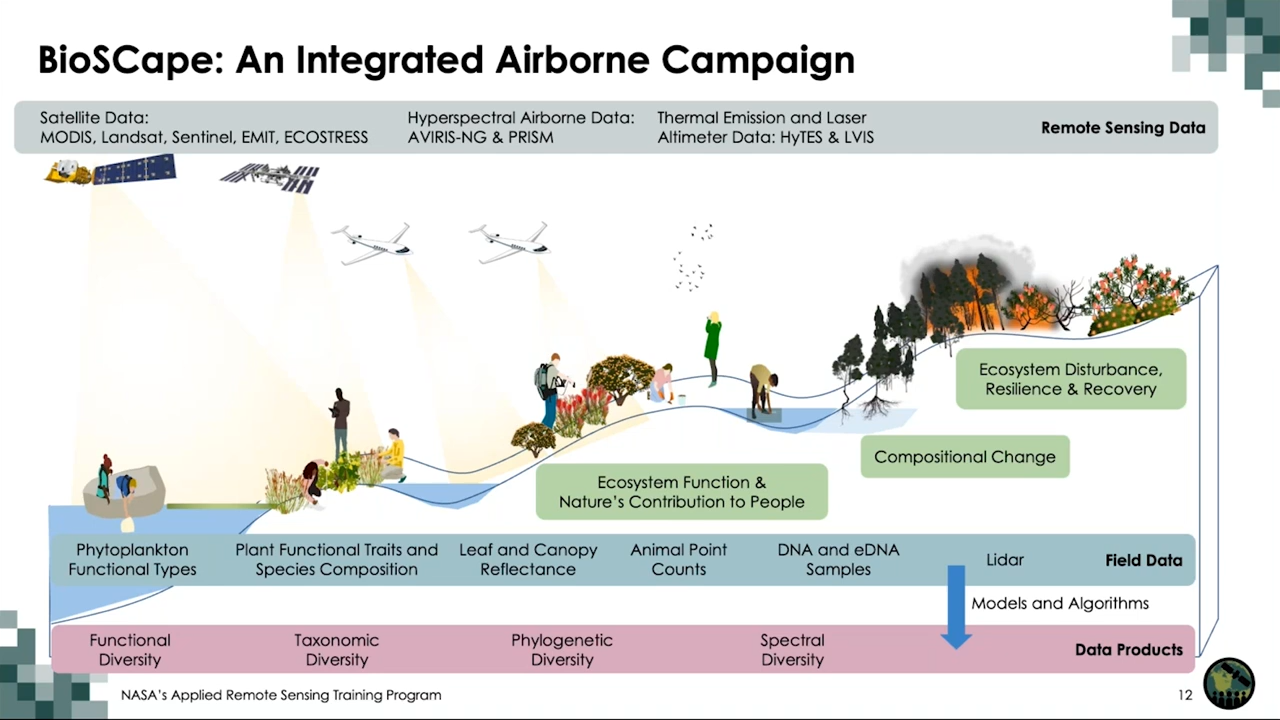 BioSCape: An Integrated Airborne Campaign
Satellite Data:
MODIS, Landsat, Sentinel, EMIT, ECOSTRESS
Hyperspectral Airborne Data:
AVIRIS-NG & PRISM
Thermal Emission and Laser
Altimeter Data: HyTES & LVIS
Remote Sensing Data
Ecosystem Disturbance,
Resilience & Recovery
Compositional Change
Ecosystem Function &
Nature's Contribution to People
Phytoplankton
Functional Types
Plant Functional Traits and
Species Composition
Leaf and Canopy
Reflectance
Animal Point
Counts
DNA and eDNA
Samples
Lidar
Field Data
Models and Algorithms
Functional
Diversity
Taxonomic
Diversity
Phylogenetic
Diversity
Spectral
Diversity
Data Products
NASA's Applied Remote Sensing Training Program
12